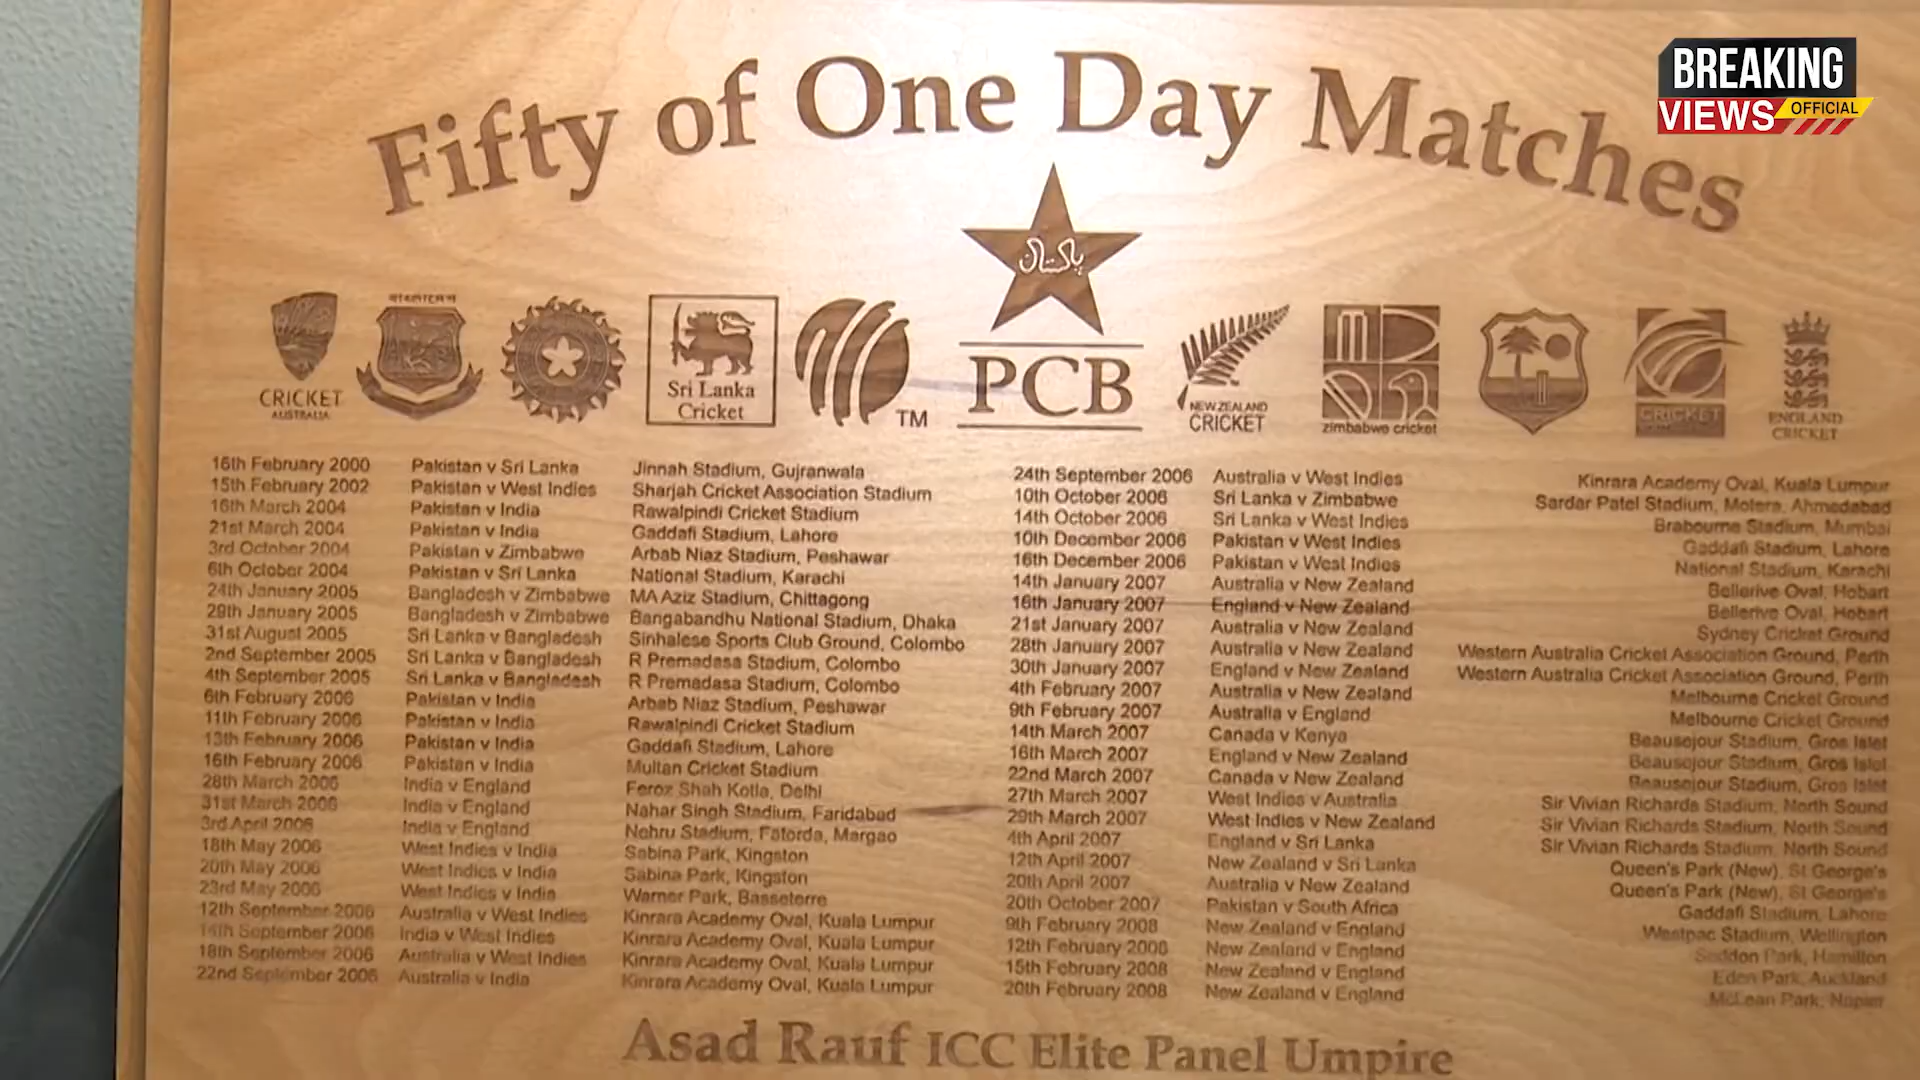 BREAKING
VIEWS OFFICIAL
Fifty of One Day Matches
پاکستان
CRICKET
AUSTRALIA
Sri Lanka
Cricket
TM
PCB
NEW ZEALAND
CRICKET
zimbabwe cricket
CRICKET
ENGLAND
CRICKET
16th February 2000 Pakistan v Sri Lanka Jinnah Stadium, Gujranwala
15th February 2002 Pakistan v West Indies Sharjah Cricket Association Stadium
16th March 2004 Pakistan v India Rawalpindi Cricket Stadium
21st March 2004 Pakistan v India Gaddafi Stadium, Lahore
3rd October 2004 Pakistan v Zimbabwe Arbab Niaz Stadium, Peshawar
6th October 2004 Pakistan v Sri Lanka National Stadium, Karachi
24th January 2005 Bangladesh v Zimbabwe MA Aziz Stadium, Chittagong
29th January 2005 Bangladesh v Zimbabwe Bangabandhu National Stadium, Dhaka
31st August 2005 Sri Lanka v Bangladesh Sinhalese Sports Club Ground, Colombo
2nd September 2005 Sri Lanka v Bangladesh R Premadasa Stadium, Colombo
4th September 2005 Sri Lanka v Bangladesh R Premadasa Stadium, Colombo
6th February 2006 Pakistan v India Arbab Niaz Stadium, Peshawar
11th February 2006 Pakistan v India Rawalpindi Cricket Stadium
13th February 2006 Pakistan v India Gaddafi Stadium, Lahore
16th February 2006 Pakistan v India Multan Cricket Stadium
28th March 2006 India v England Feroz Shah Kotla, Delhi
31st March 2006 India v England Nahar Singh Stadium, Faridabad
3rd April 2006 India v England Nehru Stadium, Fatorda, Margao
18th May 2006 West Indies v India Sabina Park, Kingston
20th May 2006 West Indies v India Sabina Park, Kingston
23rd May 2006 West Indies v India Warner Park, Basseterre
12th September 2006 Australia v West Indies Kinrara Academy Oval, Kuala Lumpur
14th September 2006 India v West Indies Kinrara Academy Oval, Kuala Lumpur
18th September 2006 Australia v West Indies Kinrara Academy Oval, Kuala Lumpur
22nd September 2006 Australia v India Kinrara Academy Oval, Kuala Lumpur
24th September 2006 Australia v West Indies Kinrara Academy Oval, Kuala Lumpur
10th October 2006 Sri Lanka v Zimbabwe Sardar Patel Stadium, Motera, Ahmedabad
14th October 2006 Sri Lanka v West Indies Brabourne Stadium, Mumbai
10th December 2006 Pakistan v West Indies Gaddafi Stadium, Lahore
16th December 2006 Pakistan v West Indies National Stadium, Karachi
14th January 2007 Australia v New Zealand Bellerive Oval, Hobart
16th January 2007 England v New Zealand Bellerive Oval, Hobart
21st January 2007 Australia v New Zealand Sydney Cricket Ground
28th January 2007 Australia v New Zealand Western Australia Cricket Association Ground, Perth
30th January 2007 England v New Zealand Western Australia Cricket Association Ground, Perth
4th February 2007 Australia v New Zealand Melbourne Cricket Ground
9th February 2007 Australia v England Melbourne Cricket Ground
14th March 2007 Canada v Kenya Beausejour Stadium, Gros Islet
16th March 2007 England v New Zealand Beausejour Stadium, Gros Islet
22nd March 2007 Canada v New Zealand Beausejour Stadium, Gros Islet
27th March 2007 West Indies v Australia Sir Vivian Richards Stadium, North Sound
29th March 2007 West Indies v New Zealand Sir Vivian Richards Stadium, North Sound
4th April 2007 England v Sri Lanka Sir Vivian Richards Stadium, North Sound
12th April 2007 New Zealand v Sri Lanka Queen's Park (New), St George's
20th April 2007 Australia v New Zealand Queen's Park (New), St George's
20th October 2007 Pakistan v South Africa Gaddafi Stadium, Lahore
9th February 2008 New Zealand v England Westpac Stadium, Wellington
12th February 2008 New Zealand v England Seddon Park, Hamilton
15th February 2008 New Zealand v England Eden Park, Auckland
20th February 2008 New Zealand v England McLean Park, Napier
Asad Rauf ICC Elite Panel Umpire